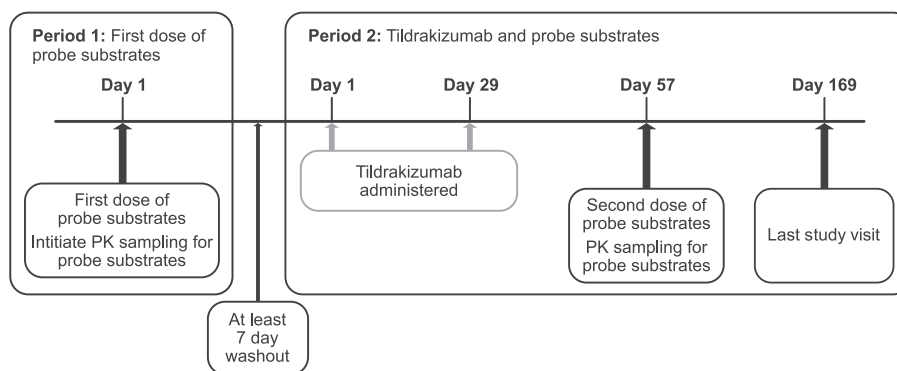 Period 1: First dose of
probe substrates
Day 1
First dose of
probe substrates
Intitiate PK sampling for
probe substrates
At least
7 day
washout
Period 2: Tildrakizumab and probe substrates
Day 1
Day 29
Day 57
Day 169
Tildrakizumab
administered
Second dose of
probe substrates
PK sampling for
probe substrates
Last study visit